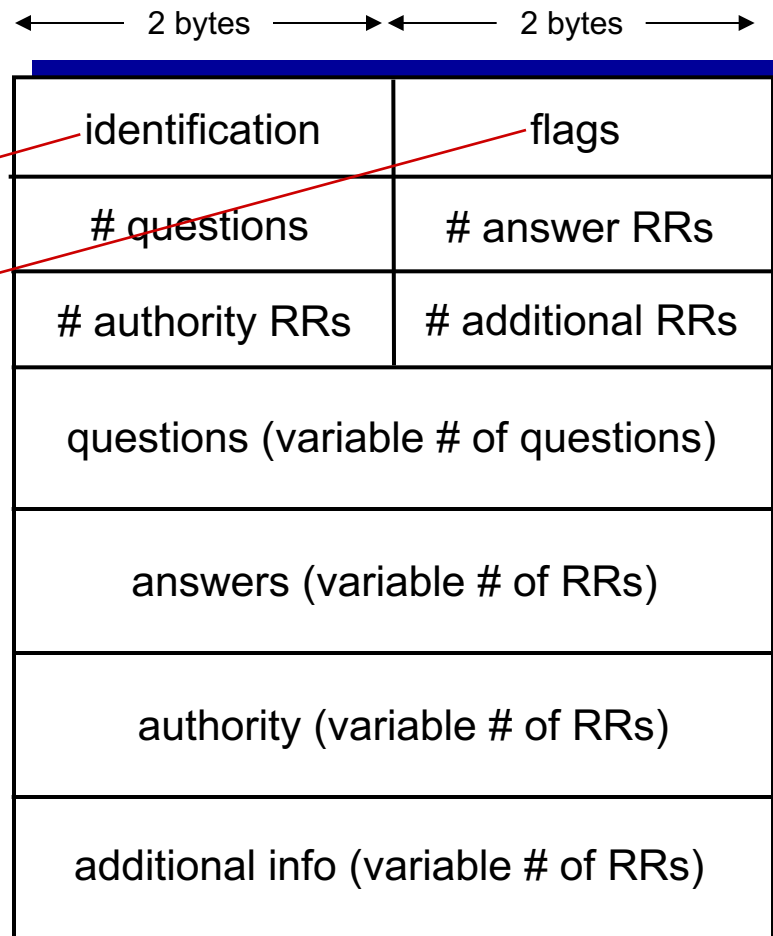 2 bytes 2 bytes
identification flags
# questions # answer RRs
# authority RRs # additional RRs
questions (variable # of questions)
answers (variable # of RRs)
authority (variable # of RRs)
additional info (variable # of RRs)